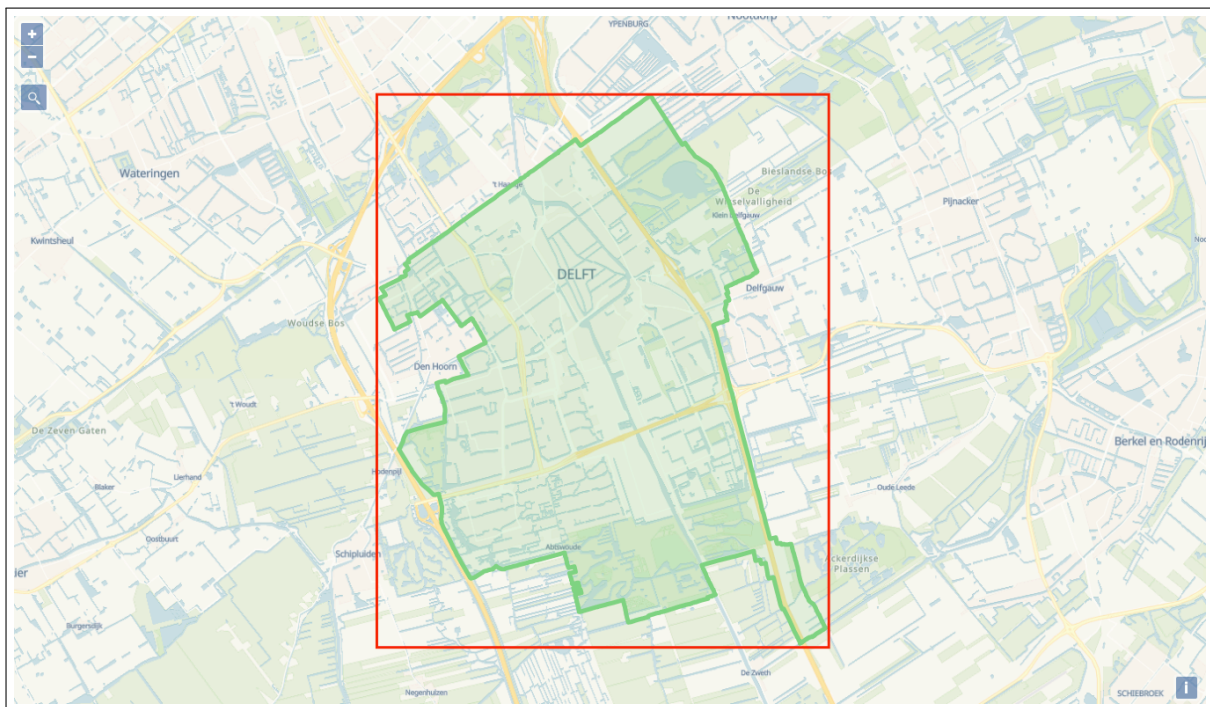 +
−
YPENBURG
Nootdorp
Wateringen
't Haantje
Bieslandse Bos
De
Wisselvalligheid
Klein Delfgauw
Pijnacker
Kwintsheul
DELFT
Delfgauw
Woudse Bos
Den Hoorn
't Woudt
De Zeven Gaten
Berkel en Rodenrij
Hodenpijl
Lierhand
Blaker
Oude Leede
Oostbuurt
Schipluiden
Abtswoude
Ackerdijkse
Plassen
ier
Burgersdijk
De Zweth
Negenhuizen
SCHIEBROEK
i